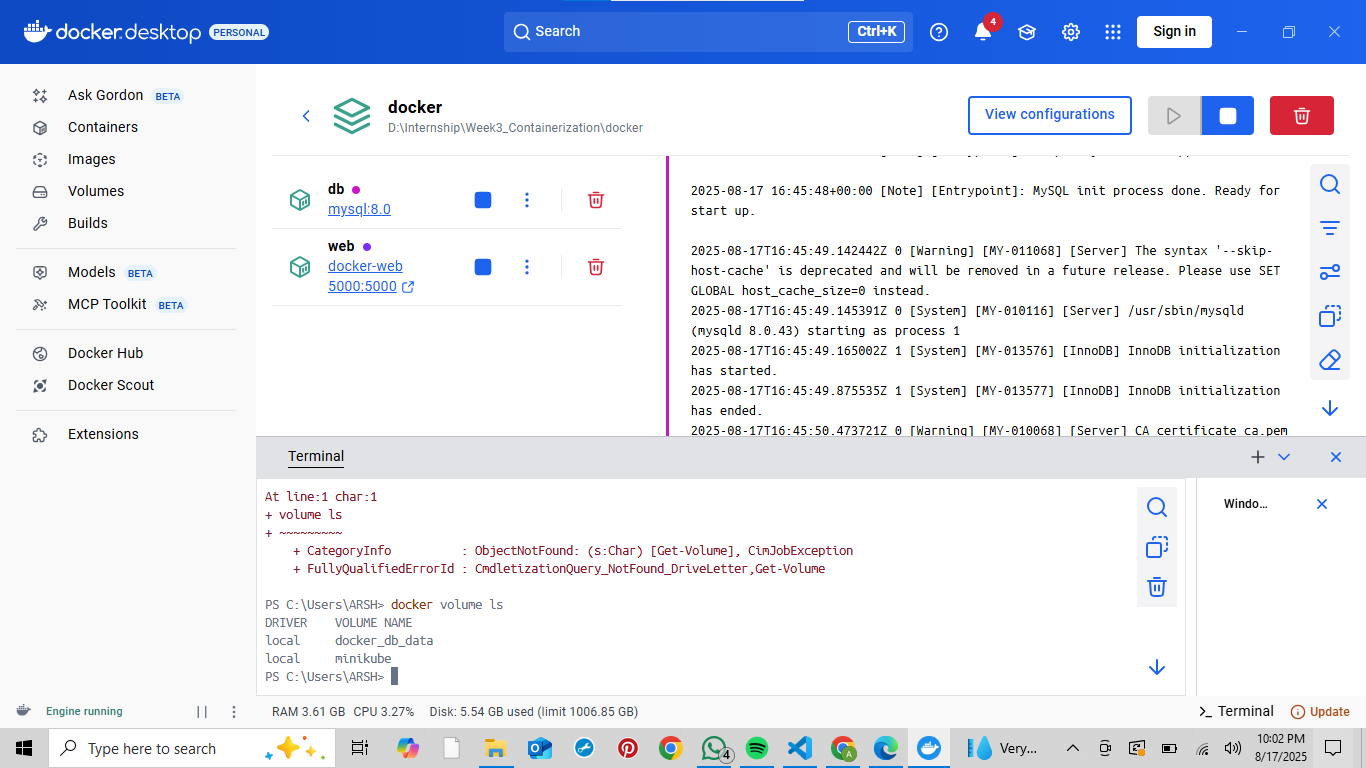 docker.desktop PERSONAL
Search
Ctrl+K
4
Sign in
Ask Gordon BETA
Containers
Images
Volumes
Builds
Models BETA
MCP Toolkit BETA
Docker Hub
Docker Scout
Extensions
docker
D:\Internship\Week3_Containerization\docker
View configurations
db
mysql:8.0
web
docker-web
5000:5000
2025-08-17 16:45:48+00:00 [Note] [Entrypoint]: MySQL init process done. Ready for
start up.
2025-08-17T16:45:49.142442Z 0 [Warning] [MY-011068] [Server] The syntax '--skip-
host-cache' is deprecated and will be removed in a future release. Please use SET
GLOBAL host_cache_size=0 instead.
2025-08-17T16:45:49.145391Z 0 [System] [MY-010116] [Server] /usr/sbin/mysqld
(mysqld 8.0.43) starting as process 1
2025-08-17T16:45:49.165002Z 1 [System] [MY-013576] [InnoDB] InnoDB initialization
has started.
2025-08-17T16:45:49.875535Z 1 [System] [MY-013577] [InnoDB] InnoDB initialization
has ended.
2025-08-17T16:45:50.473721Z 0 [Warning] [MY-010068] [Server] CA certificate ca.pem
Terminal
At line:1 char:1
+ volume ls
+ ~~~~~~~~~
+ CategoryInfo          : ObjectNotFound: (s:Char) [Get-Volume], CimJobException
+ FullyQualifiedErrorId : CmdletizationQuery_NotFound_DriveLetter,Get-Volume
PS C:\Users\ARSH> docker volume ls
DRIVER    VOLUME NAME
local     docker_db_data
local     minikube
PS C:\Users\ARSH>
Windo...
Engine running
RAM 3.61 GB CPU 3.27% Disk: 5.54 GB used (limit 1006.85 GB)
Terminal
Update
Type here to search
4
A
Very...
10:02 PM
8/17/2025